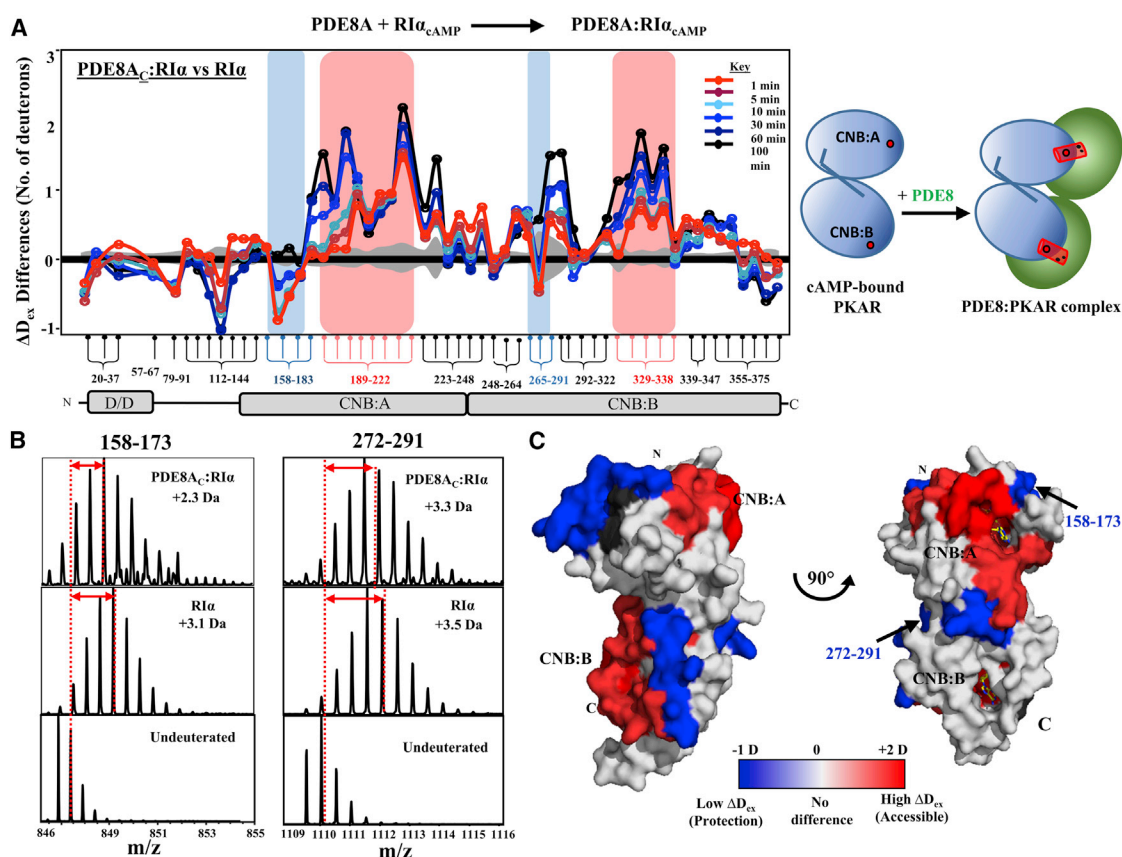 A
PDE8A + RIα cAMP → PDE8A:RIα cAMP
PDE8AC:RIα vs RIα
ΔDex Differences (No. of deuterons)
3
2
1
0
-1
Key
1 min
5 min
10 min
30 min
60 min
100
min
20-37
57-67
79-91
112-144
158-183
189-222
223-248
248-264
265-291
292-322
329-338
339-347
355-375
N
D/D
CNB:A
CNB:B
C
CNB:A
CNB:B
+ PDE8
cAMP-bound
PKAR
PDE8:PKAR complex
B
158-173
272-291
PDE8AC:RIα
+2.3 Da
PDE8AC:RIα
+3.3 Da
RIα
+3.1 Da
RIα
+3.5 Da
Undeuterated
Undeuterated
846 849 851 853 855
1109 1110 1111 1112 1113 1114 1115 1116
m/z
m/z
C
N
CNB:A
CNB:B
C
90°
N
158-173
CNB:A
272-291
CNB:B
C
-1 D 0 +2 D
Low ΔDex
(Protection)
No
difference
High ΔDex
(Accessible)